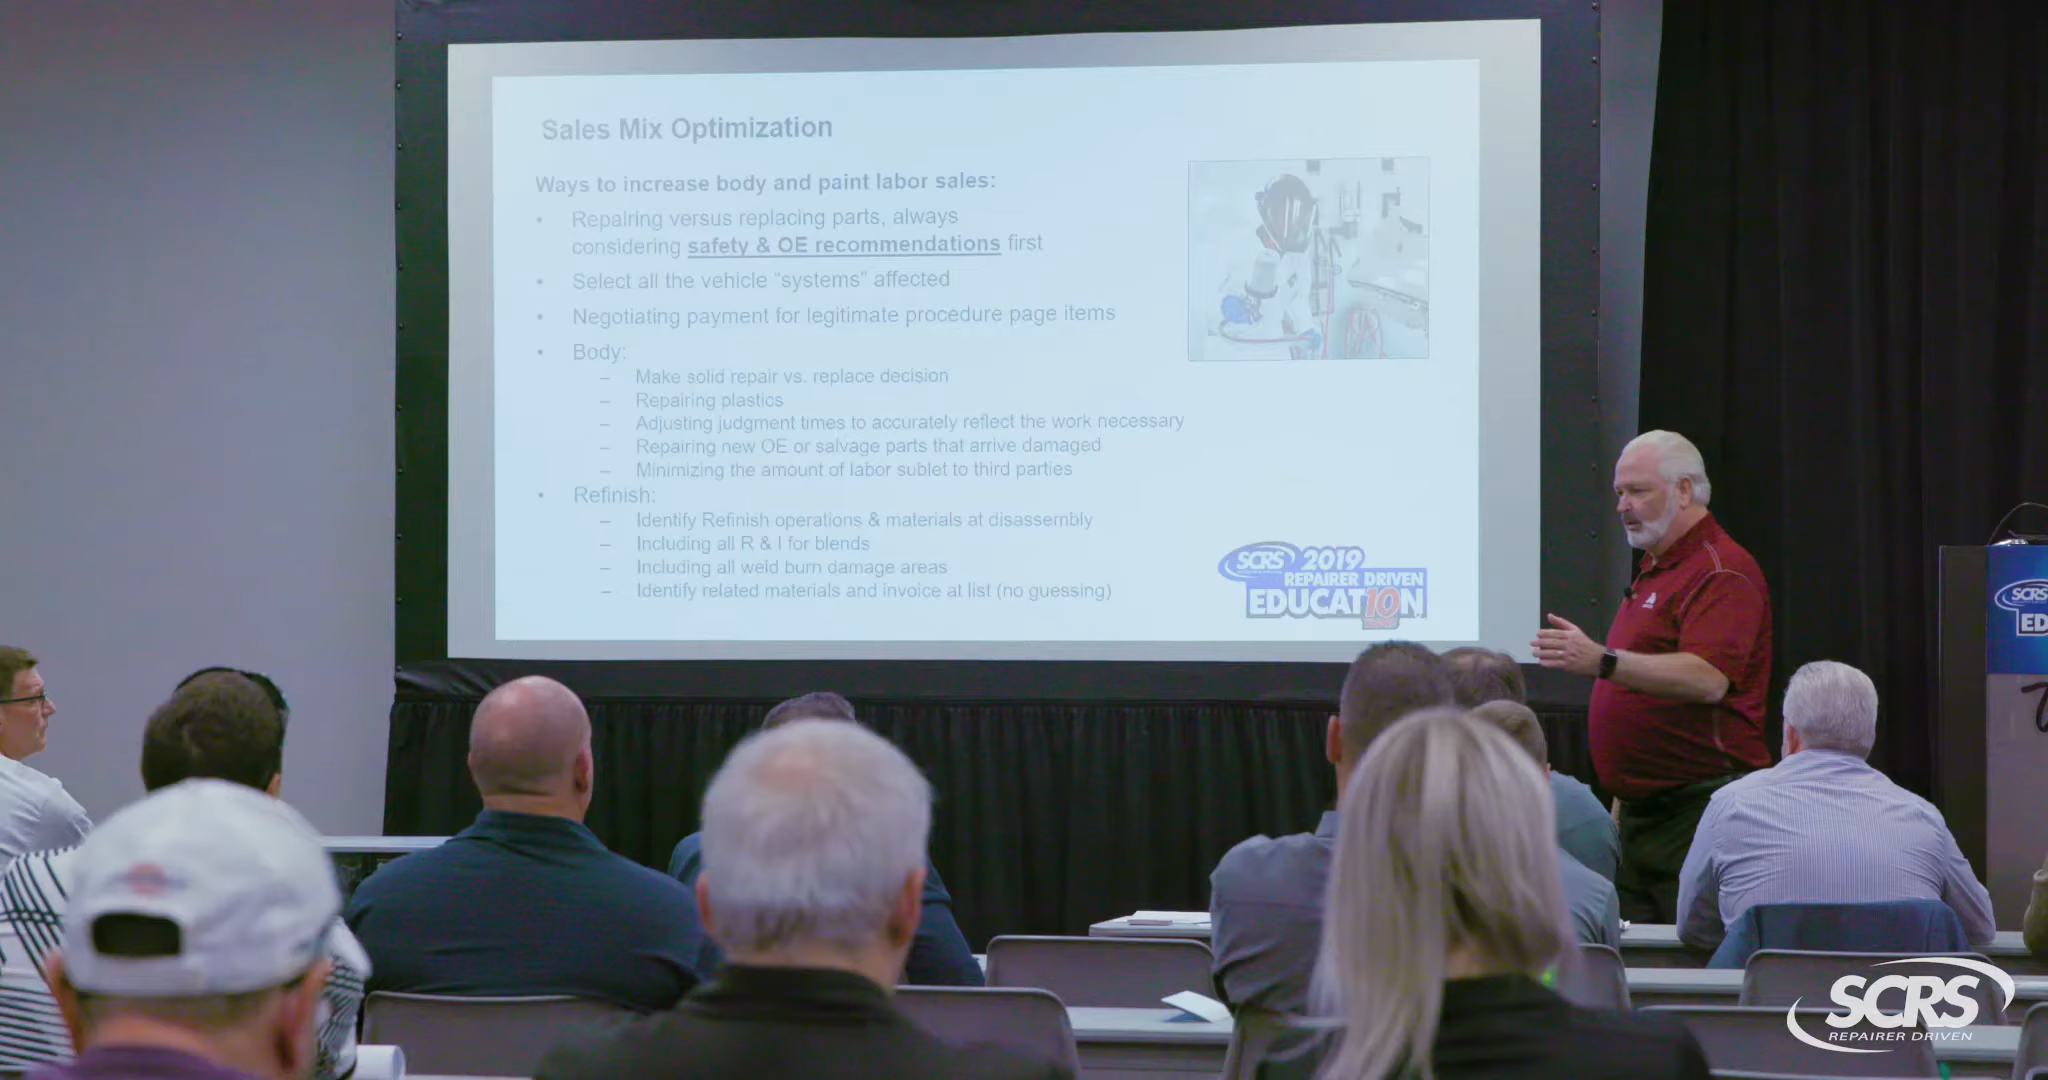 Sales Mix Optimization
Ways to increase body and paint labor sales:
• Repairing versus replacing parts, always
considering safety & OE recommendations first
• Select all the vehicle “systems” affected
• Negotiating payment for legitimate procedure page items
• Body:
– Make solid repair vs. replace decision
– Repairing plastics
– Adjusting judgment times to accurately reflect the work necessary
– Repairing new OE or salvage parts that arrive damaged
– Minimizing the amount of labor sublet to third parties
• Refinish:
– Identify Refinish operations & materials at disassembly
– Including all R & I for blends
– Including all weld burn damage areas
– Identify related materials and invoice at list (no guessing)
SCRS 2019
REPAIRER DRIVEN
EDUCAT10N
SCRS
ED
SCRS
REPAIRER DRIVEN